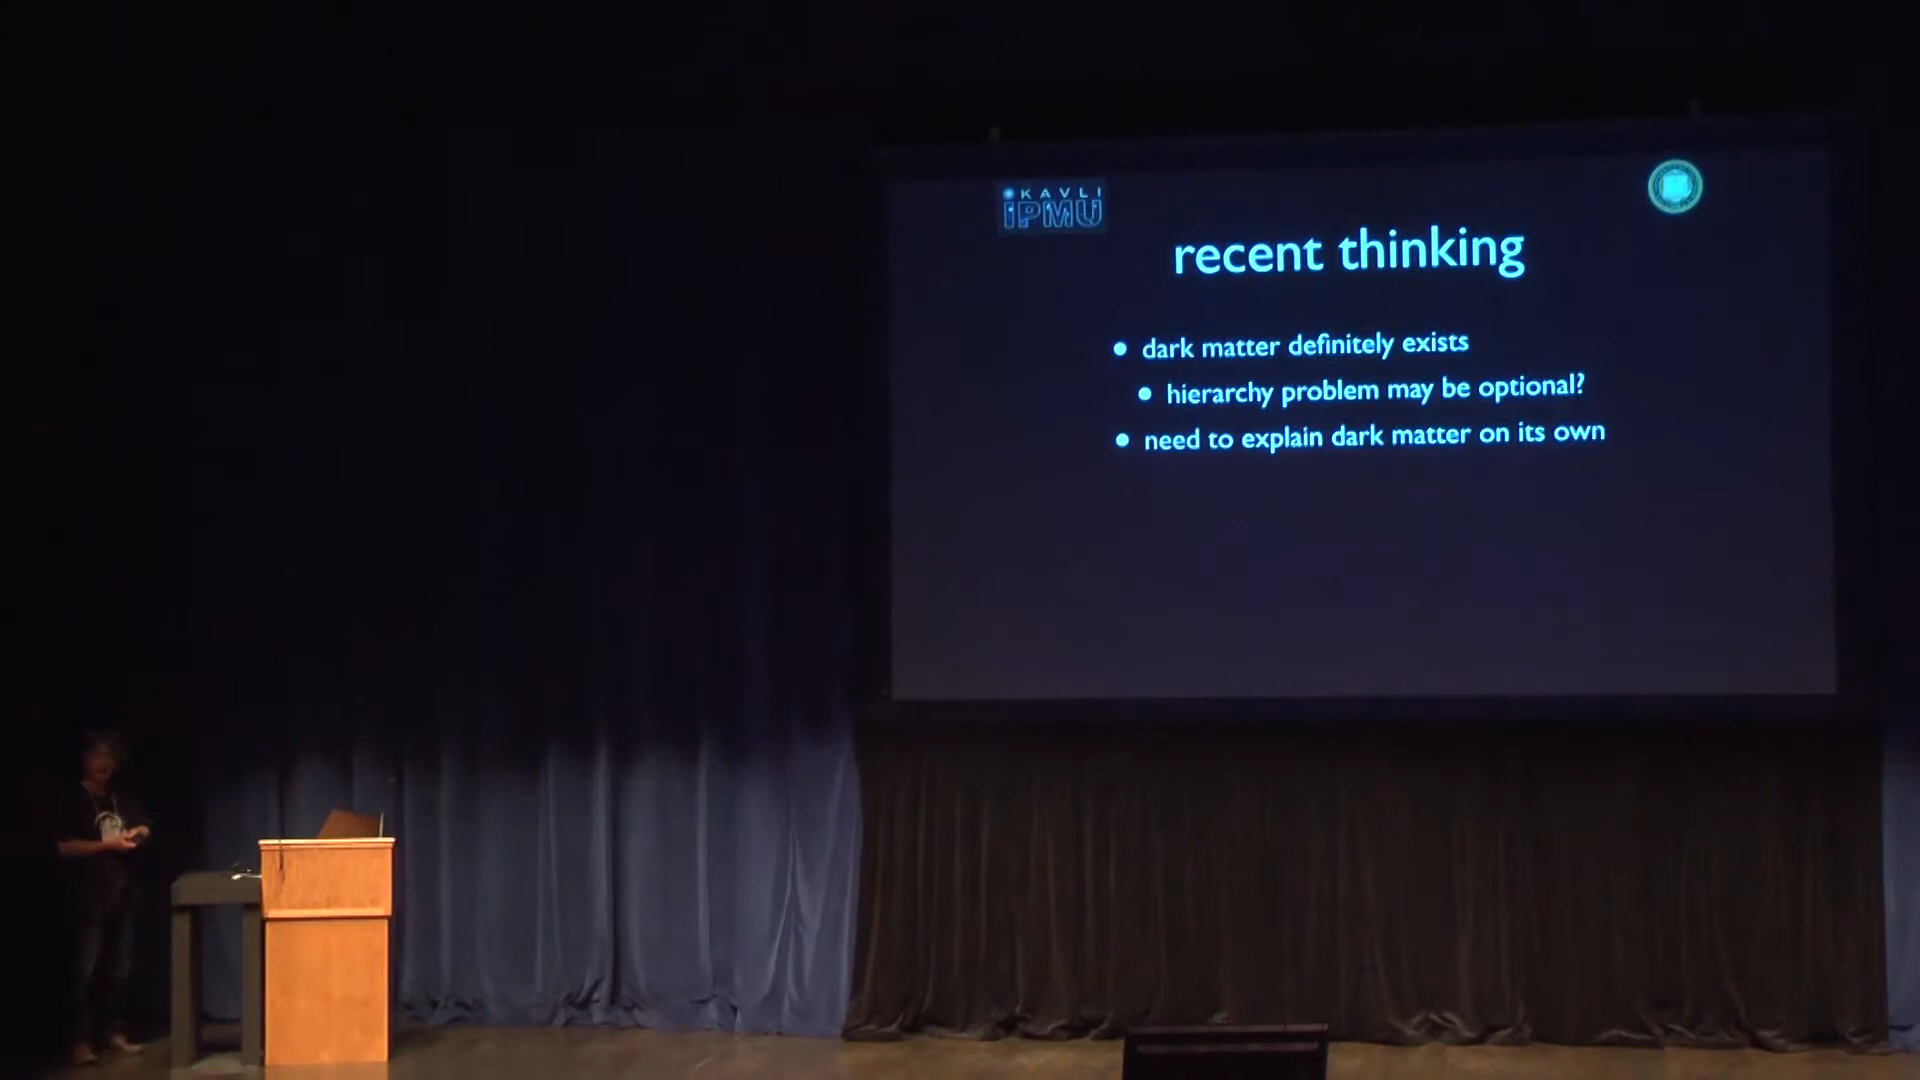 KAVLI
IPMU
recent thinking
dark matter definitely exists
hierarchy problem may be optional?
need to explain dark matter on its own